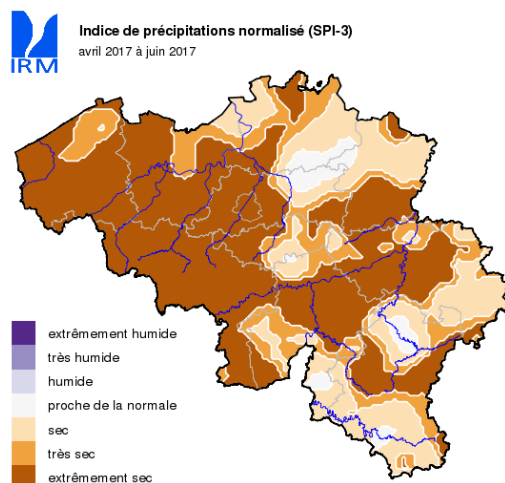 Indice de précipitations normalisé (SPI-3)
avril 2017 à juin 2017
IRM
extrêmement humide
très humide
humide
proche de la normale
sec
très sec
extrêmement sec